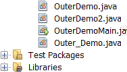 OuterDemo.java
OuterDemo2.java
OuterDemoMain.java
Outer_Demo.java
Test Packages
Libraries